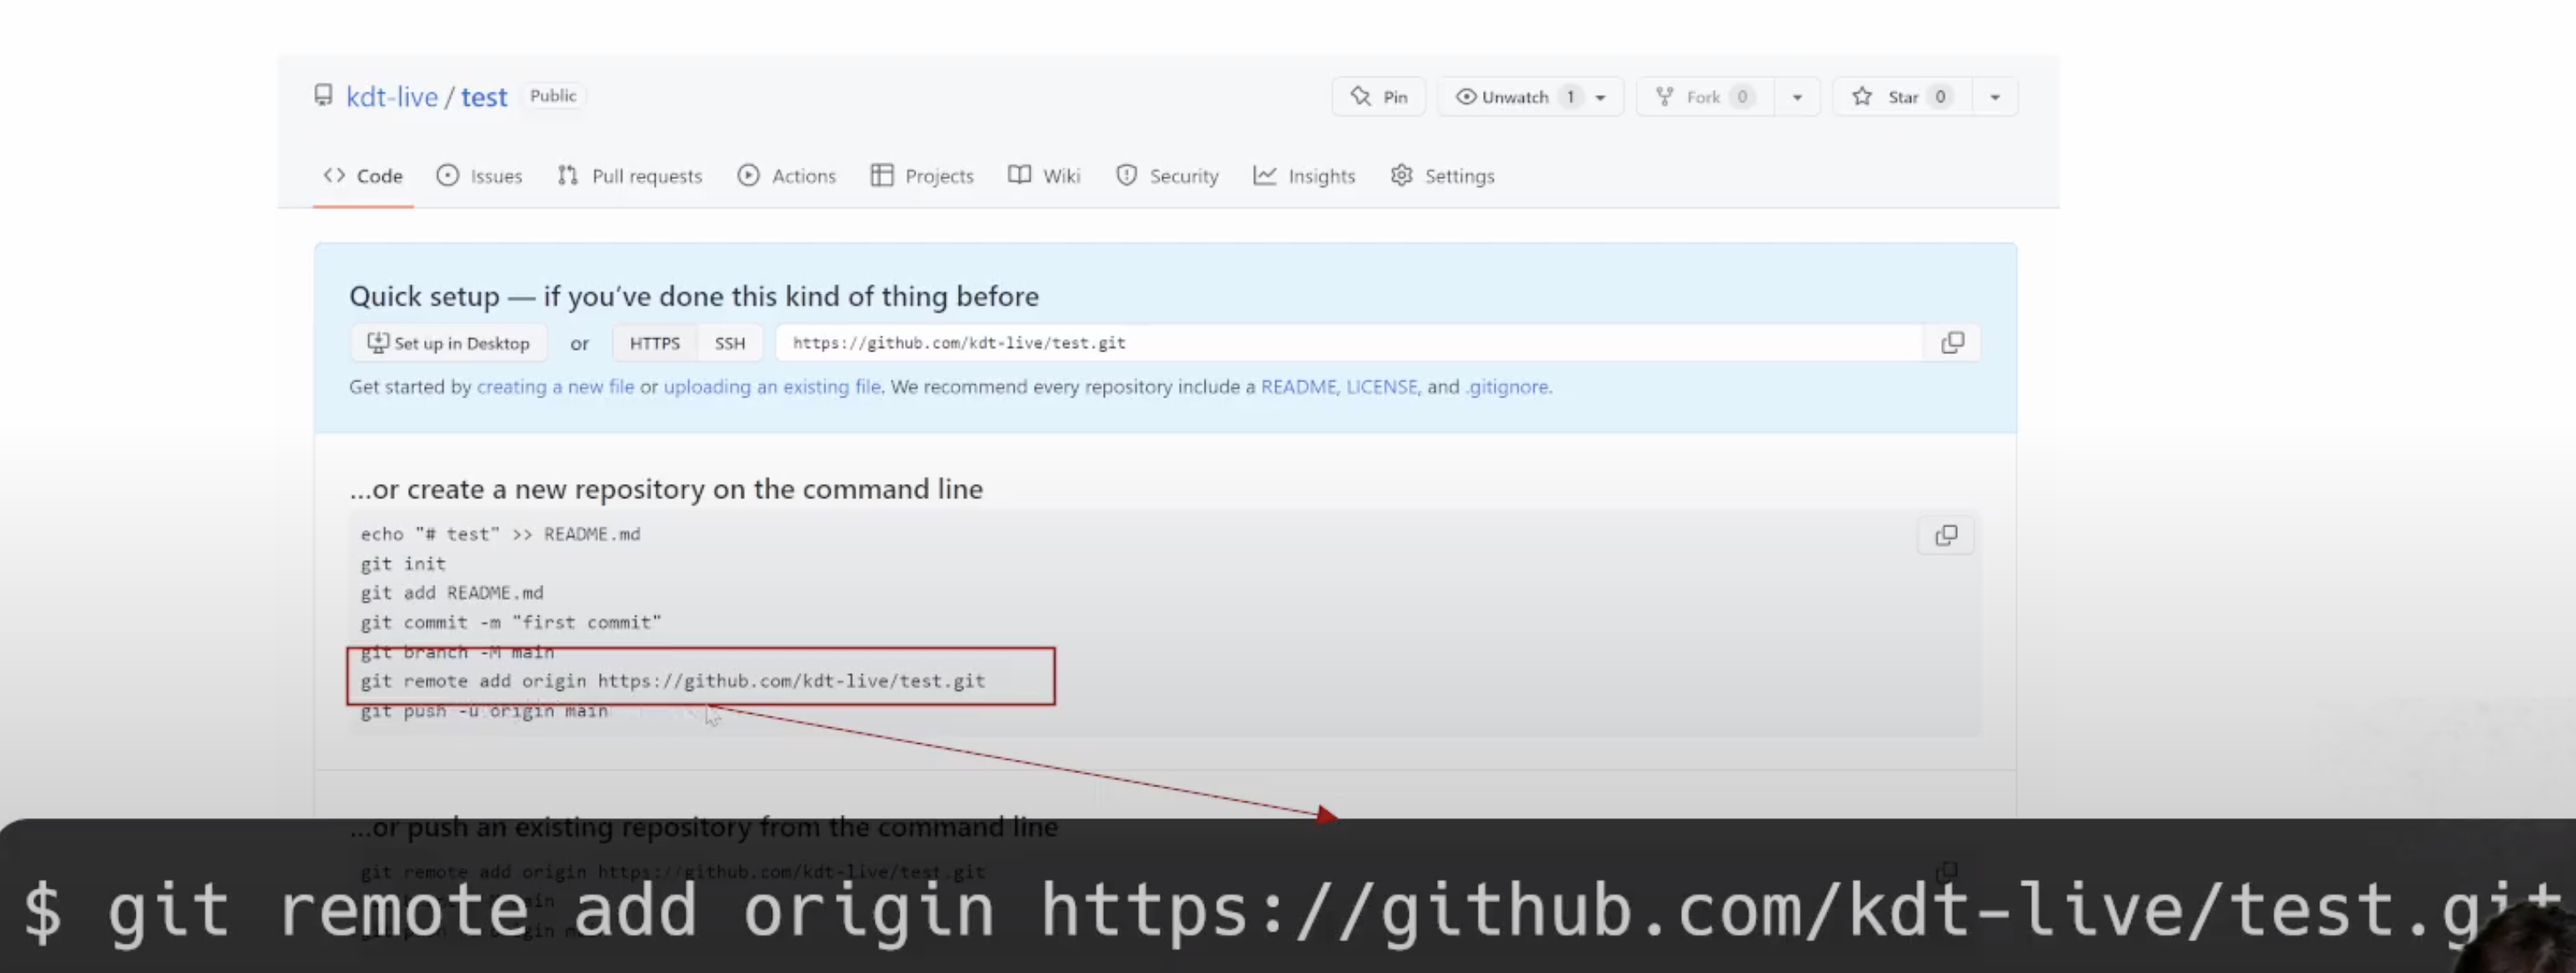 kdt-live / test Public
Pin Unwatch 1 Fork 0 Star 0
Code Issues Pull requests Actions Projects Wiki Security Insights Settings
Quick setup — if you've done this kind of thing before
Set up in Desktop or HTTPS SSH https://github.com/kdt-live/test.git
Get started by creating a new file or uploading an existing file. We recommend every repository include a README, LICENSE, and .gitignore.
...or create a new repository on the command line
echo "# test" >> README.md
git init
git add README.md
git commit -m "first commit"
git branch -M main
git remote add origin https://github.com/kdt-live/test.git
git push -u origin main
...or push an existing repository from the command line
git remote add origin https://github.com/kdt-live/test.git
$ git remote add origin https://github.com/kdt-live/test.git